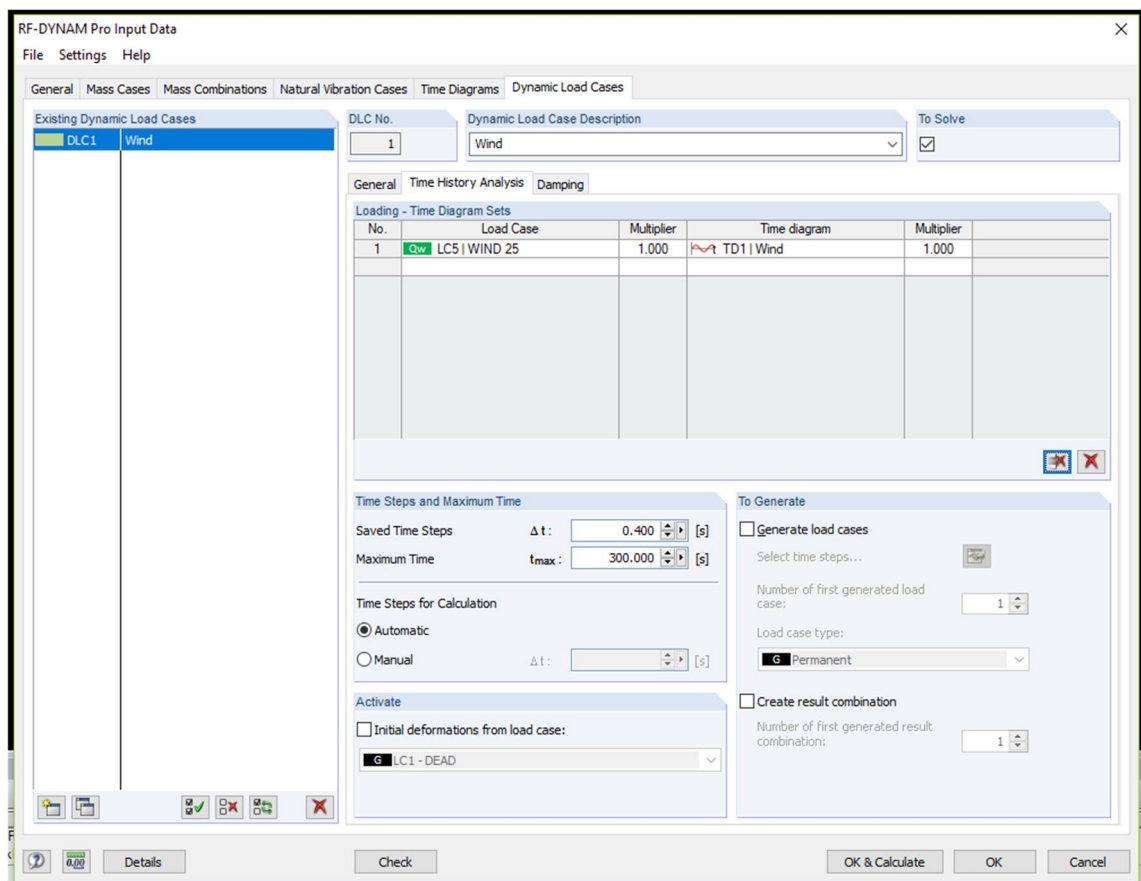 RF-DYNAM Pro Input Data
File Settings Help
General Mass Cases Mass Combinations Natural Vibration Cases Time Diagrams Dynamic Load Cases
Existing Dynamic Load Cases
DLC1 Wind
DLC No.
1
Dynamic Load Case Description
Wind
To Solve
General Time History Analysis Damping
Loading - Time Diagram Sets
No. Load Case Multiplier Time diagram Multiplier
1 Qw LC5 | WIND 25 1.000 TD1 | Wind 1.000
Time Steps and Maximum Time
Saved Time Steps Δ t : 0.400 [s]
Maximum Time tmax : 300.000 [s]
Time Steps for Calculation
Automatic
Manual Δ t : [s]
Activate
Initial deformations from load case:
G LC1 - DEAD
To Generate
Generate load cases
Select time steps...
Number of first generated load
case: 1
Load case type:
G Permanent
Create result combination
Number of first generated result
combination: 1
0.00 Details Check OK & Calculate OK Cancel